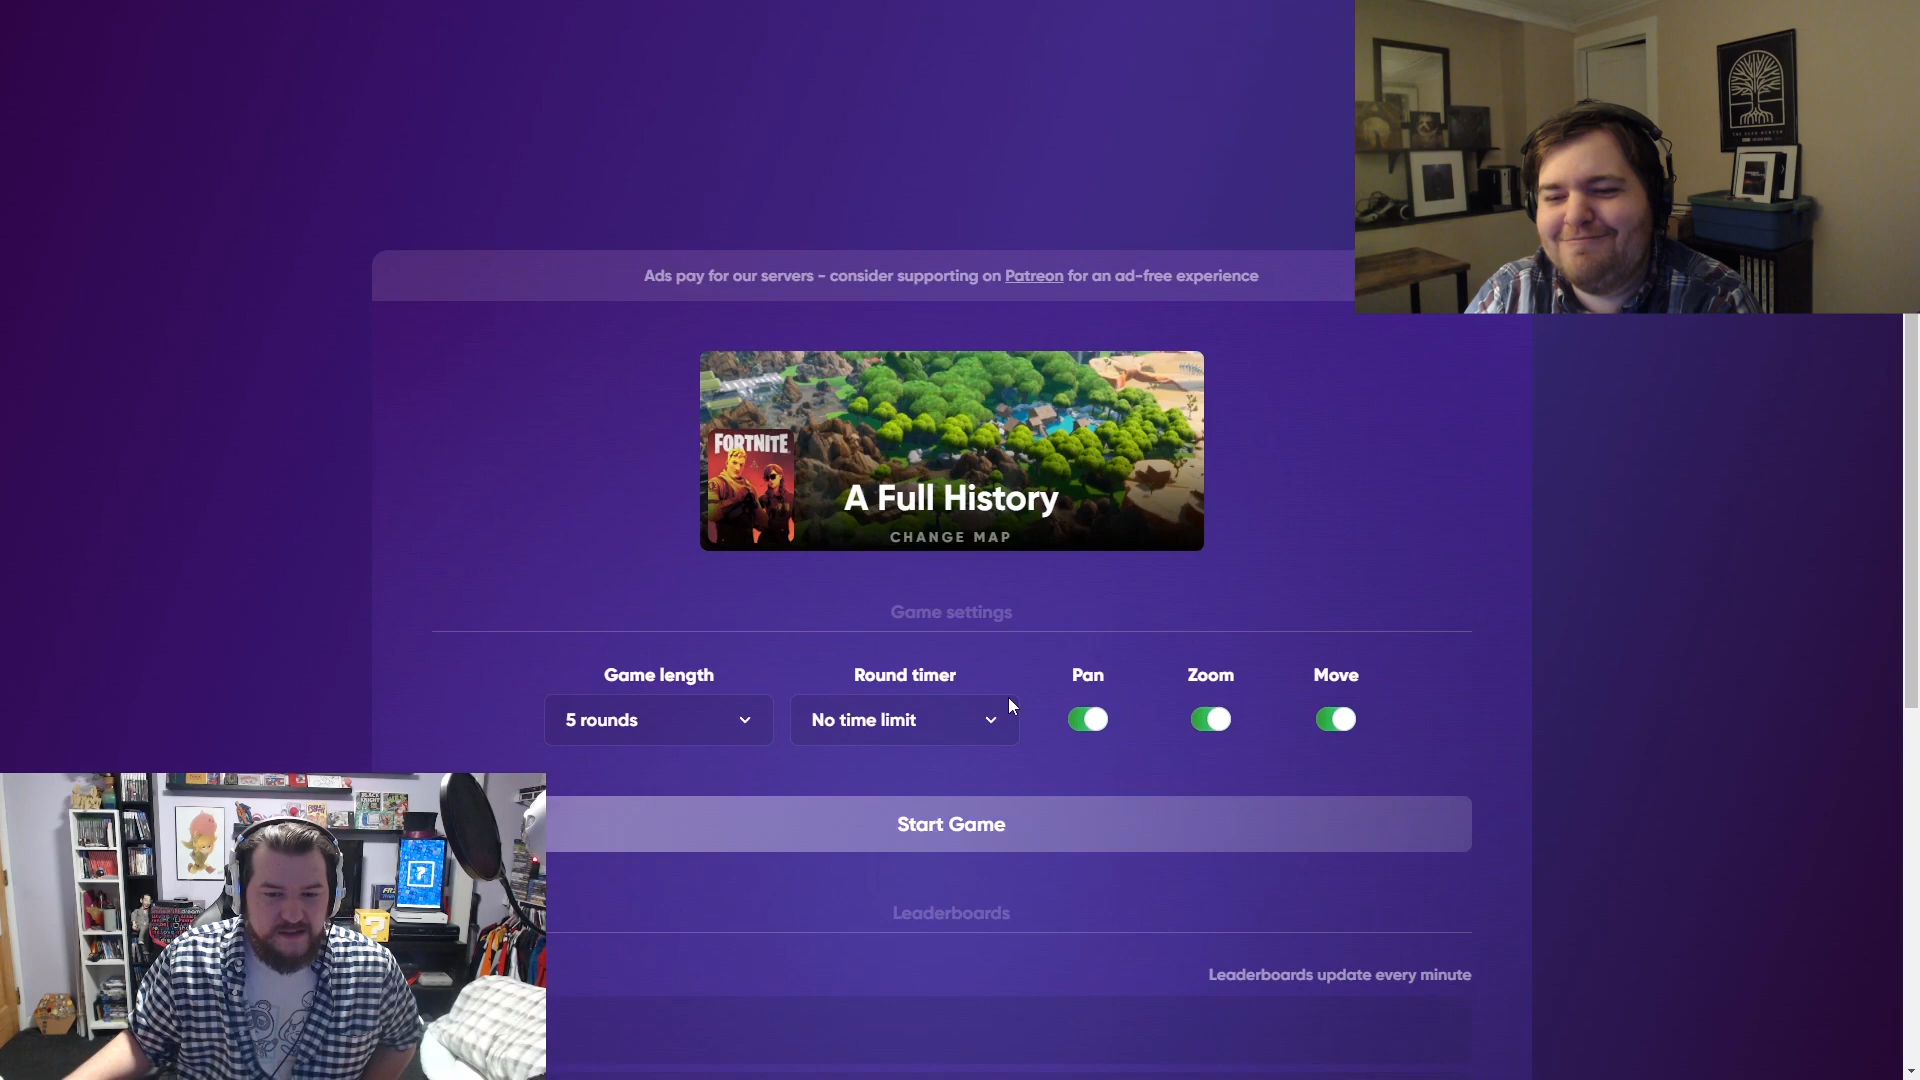 Ads pay for our servers - consider supporting on Patreon for an ad-free experience
FORTNITE
A Full History
CHANGE MAP
Game settings
Game length
Round timer
Pan
Zoom
Move
5 rounds
No time limit
Start Game
Leaderboards
Leaderboards update every minute